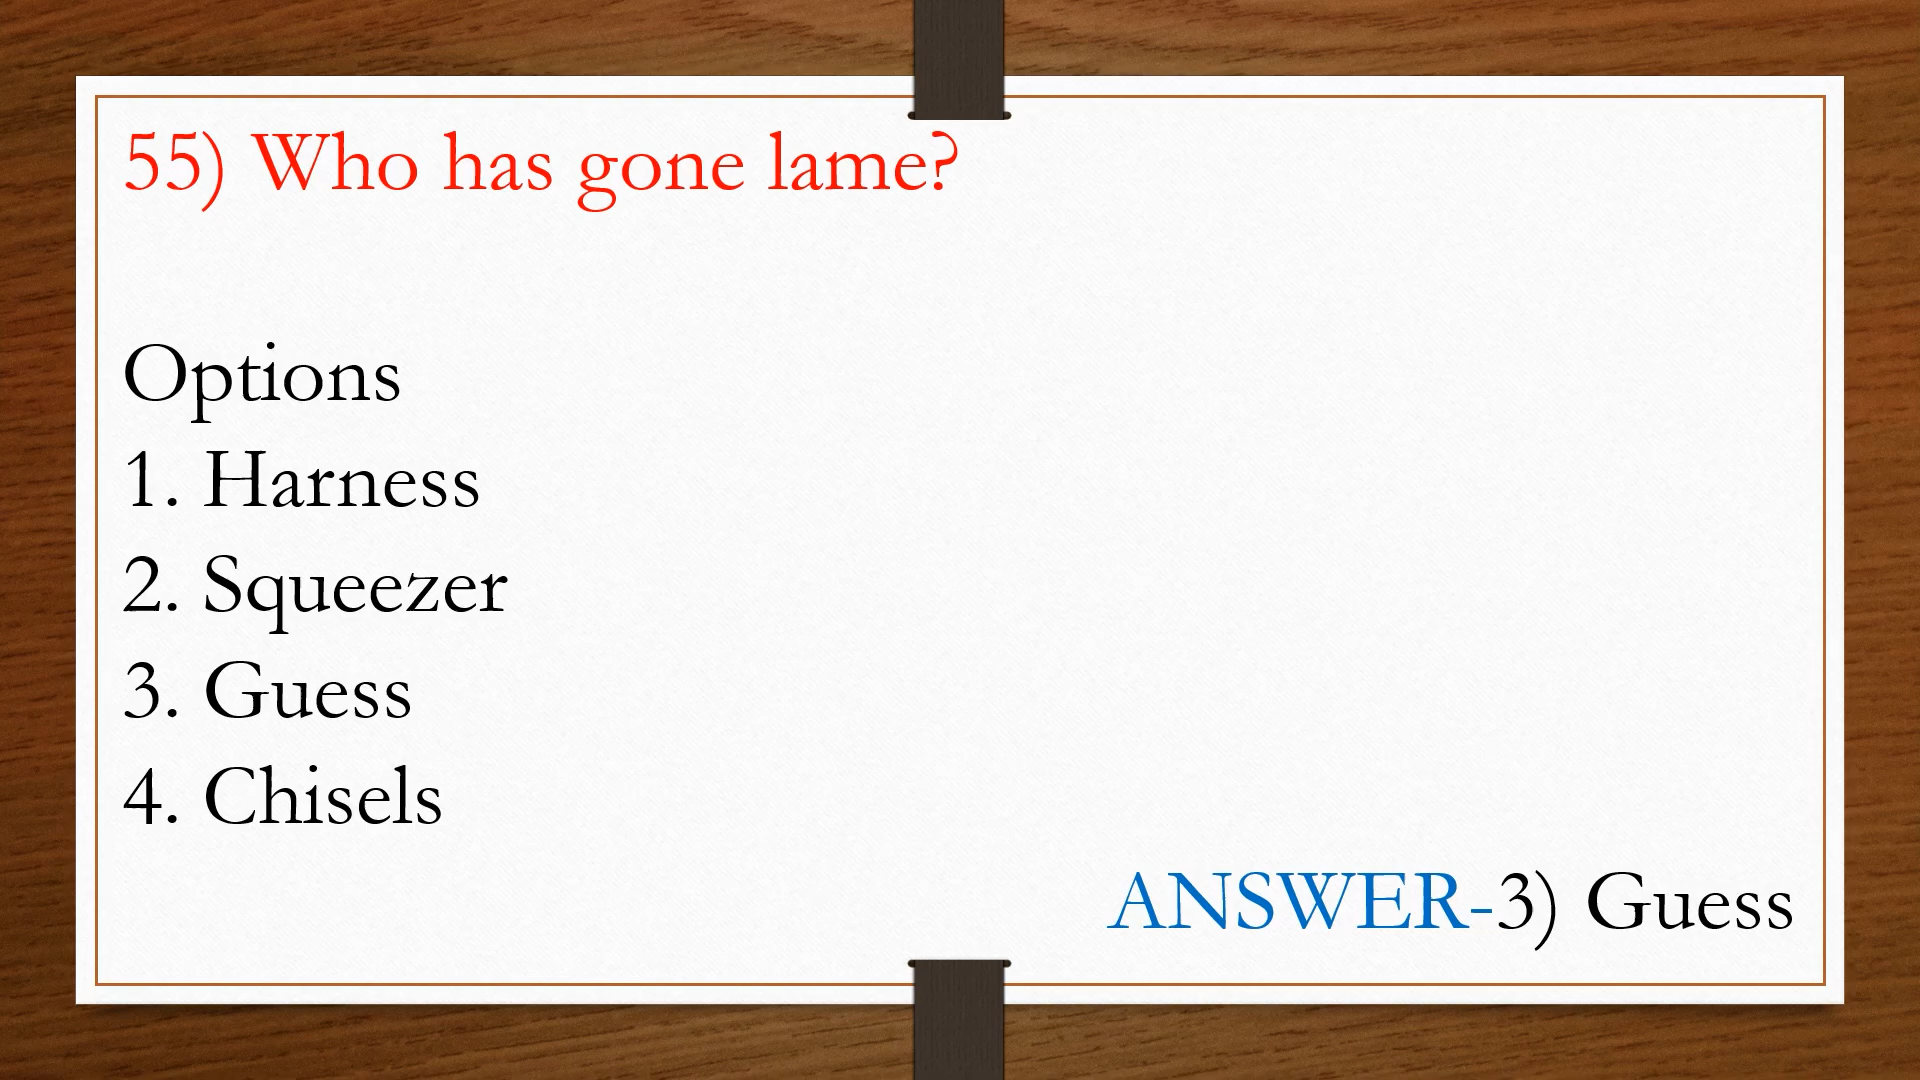 55) Who has gone lame?
Options
1. Harness
2. Squeezer
3. Guess
4. Chisels
ANSWER-3) Guess